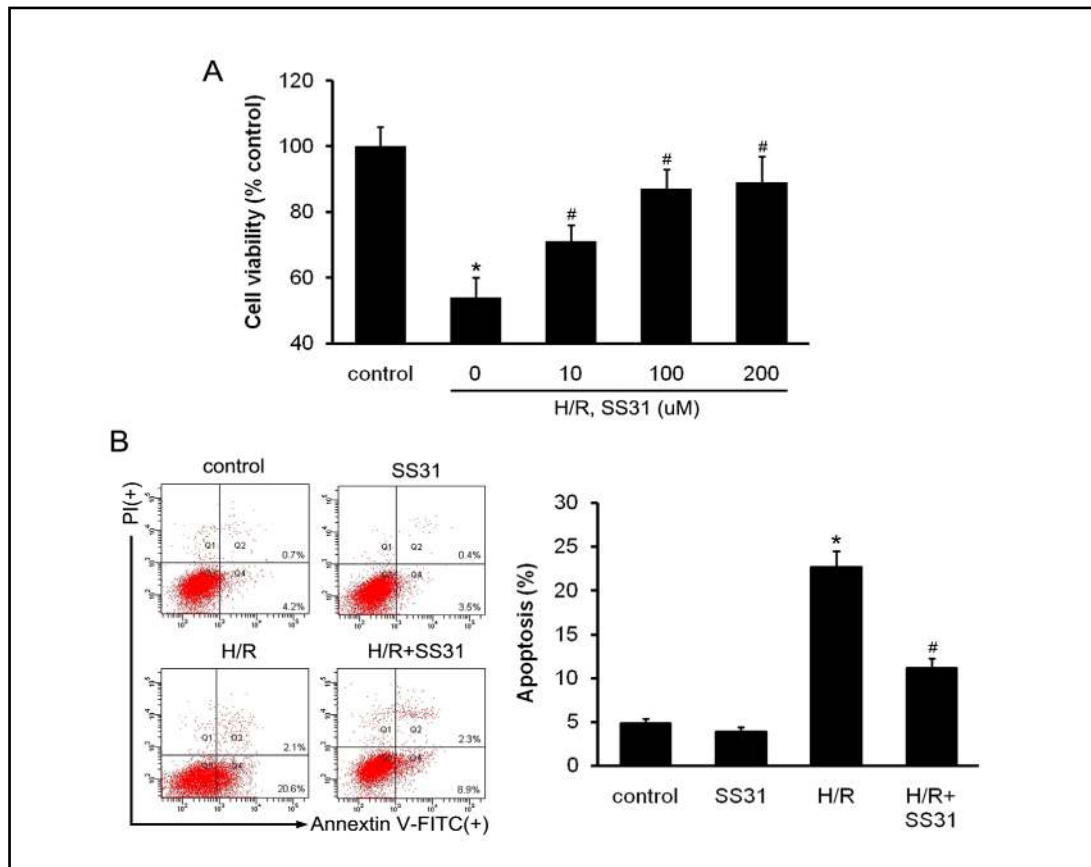 A
Cell viability (% control)
120
100
80
60
40
*
#
#
#
control
0
10
100
200
H/R, SS31 (uM)
B
PI(+)
control
Q1
Q2
0.7%
Q4
4.2%
SS31
Q1
Q2
0.4%
Q4
3.5%
H/R
Q1
Q2
2.1%
Q4
20.6%
H/R+SS31
Q1
Q2
2.3%
Q4
8.9%
Annextin V-FITC(+)
Apoptosis (%)
30
25
20
15
10
5
0
*
#
control
SS31
H/R
H/R+
SS31